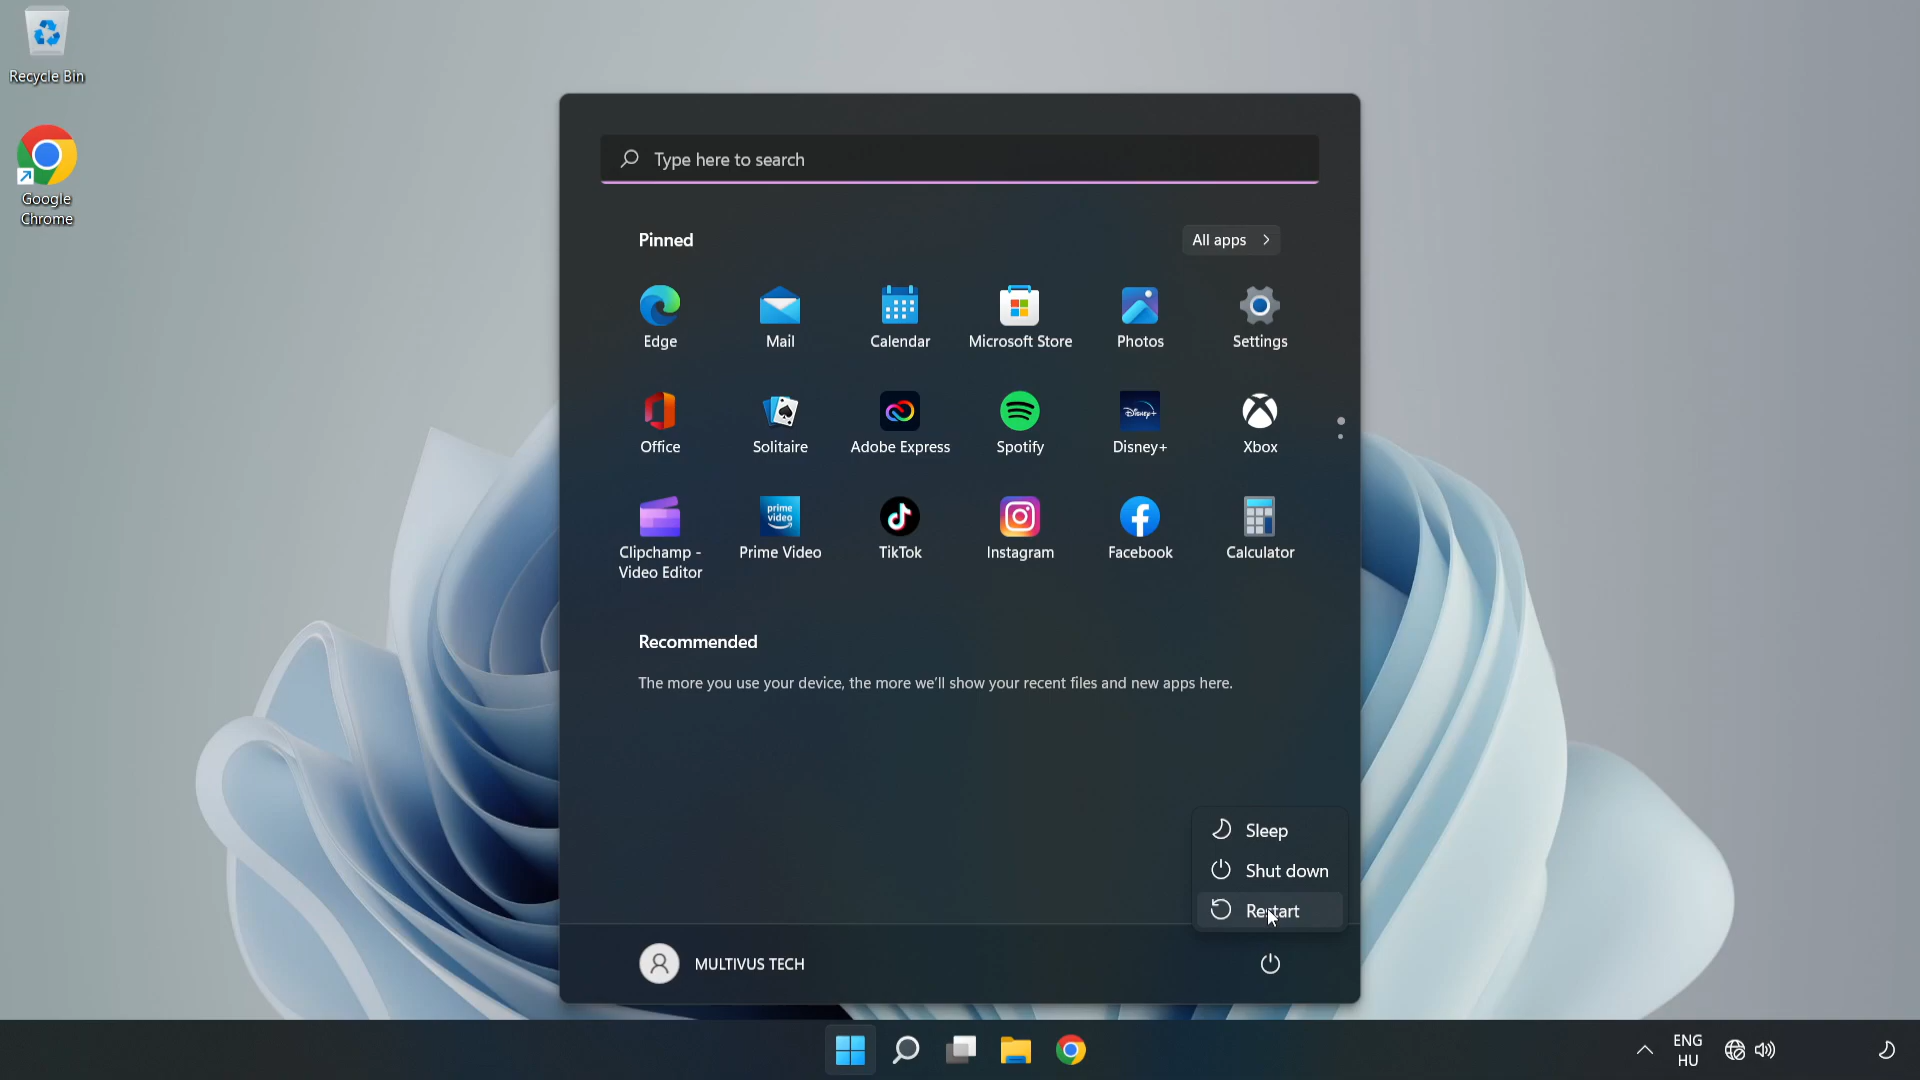 Recycle Bin
Google
Chrome
Type here to search
Pinned
All apps
Edge
Mail
Calendar
Microsoft Store
Photos
Settings
Office
Solitaire
Adobe Express
Disney+
Spotify
Disney+
Xbox
prime
video
Clipchamp -
Video Editor
Prime Video
TikTok
Instagram
Facebook
Calculator
Recommended
The more you use your device, the more we'll show your recent files and new apps here.
Sleep
Shut down
Restart
MULTIVUS TECH
ENG
HU